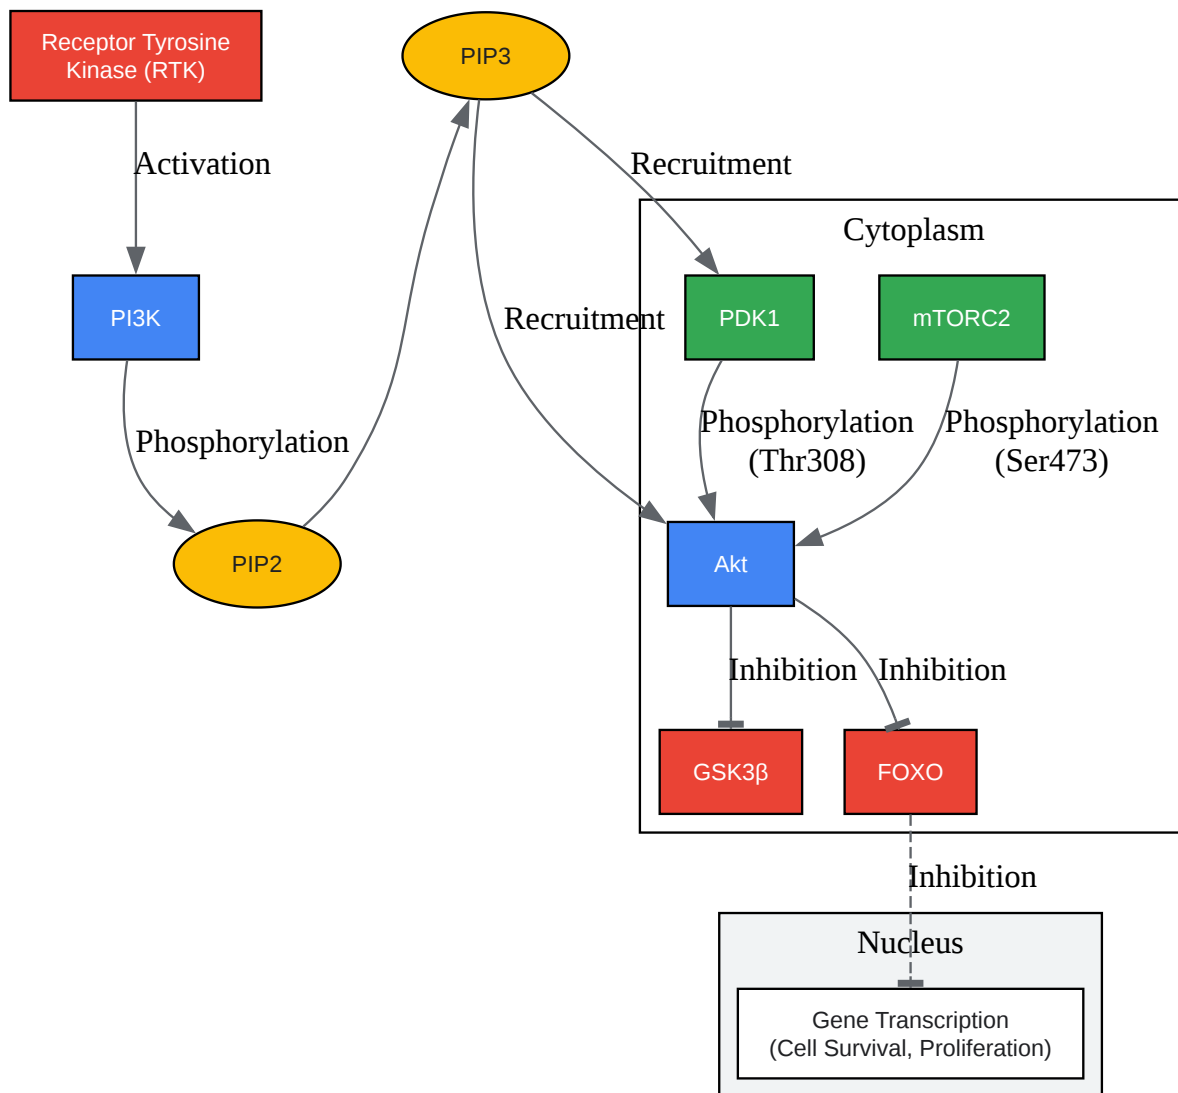 Receptor Tyrosine
Kinase (RTK)
PIP3
Activation
Recruitment
Cytoplasm
PI3K
Recruitment
PDK1
mTORC2
Phosphorylation
Phosphorylation
(Thr308)
Phosphorylation
(Ser473)
PIP2
Akt
Inhibition
Inhibition
GSK3β
FOXO
Inhibition
Nucleus
Gene Transcription
(Cell Survival, Proliferation)